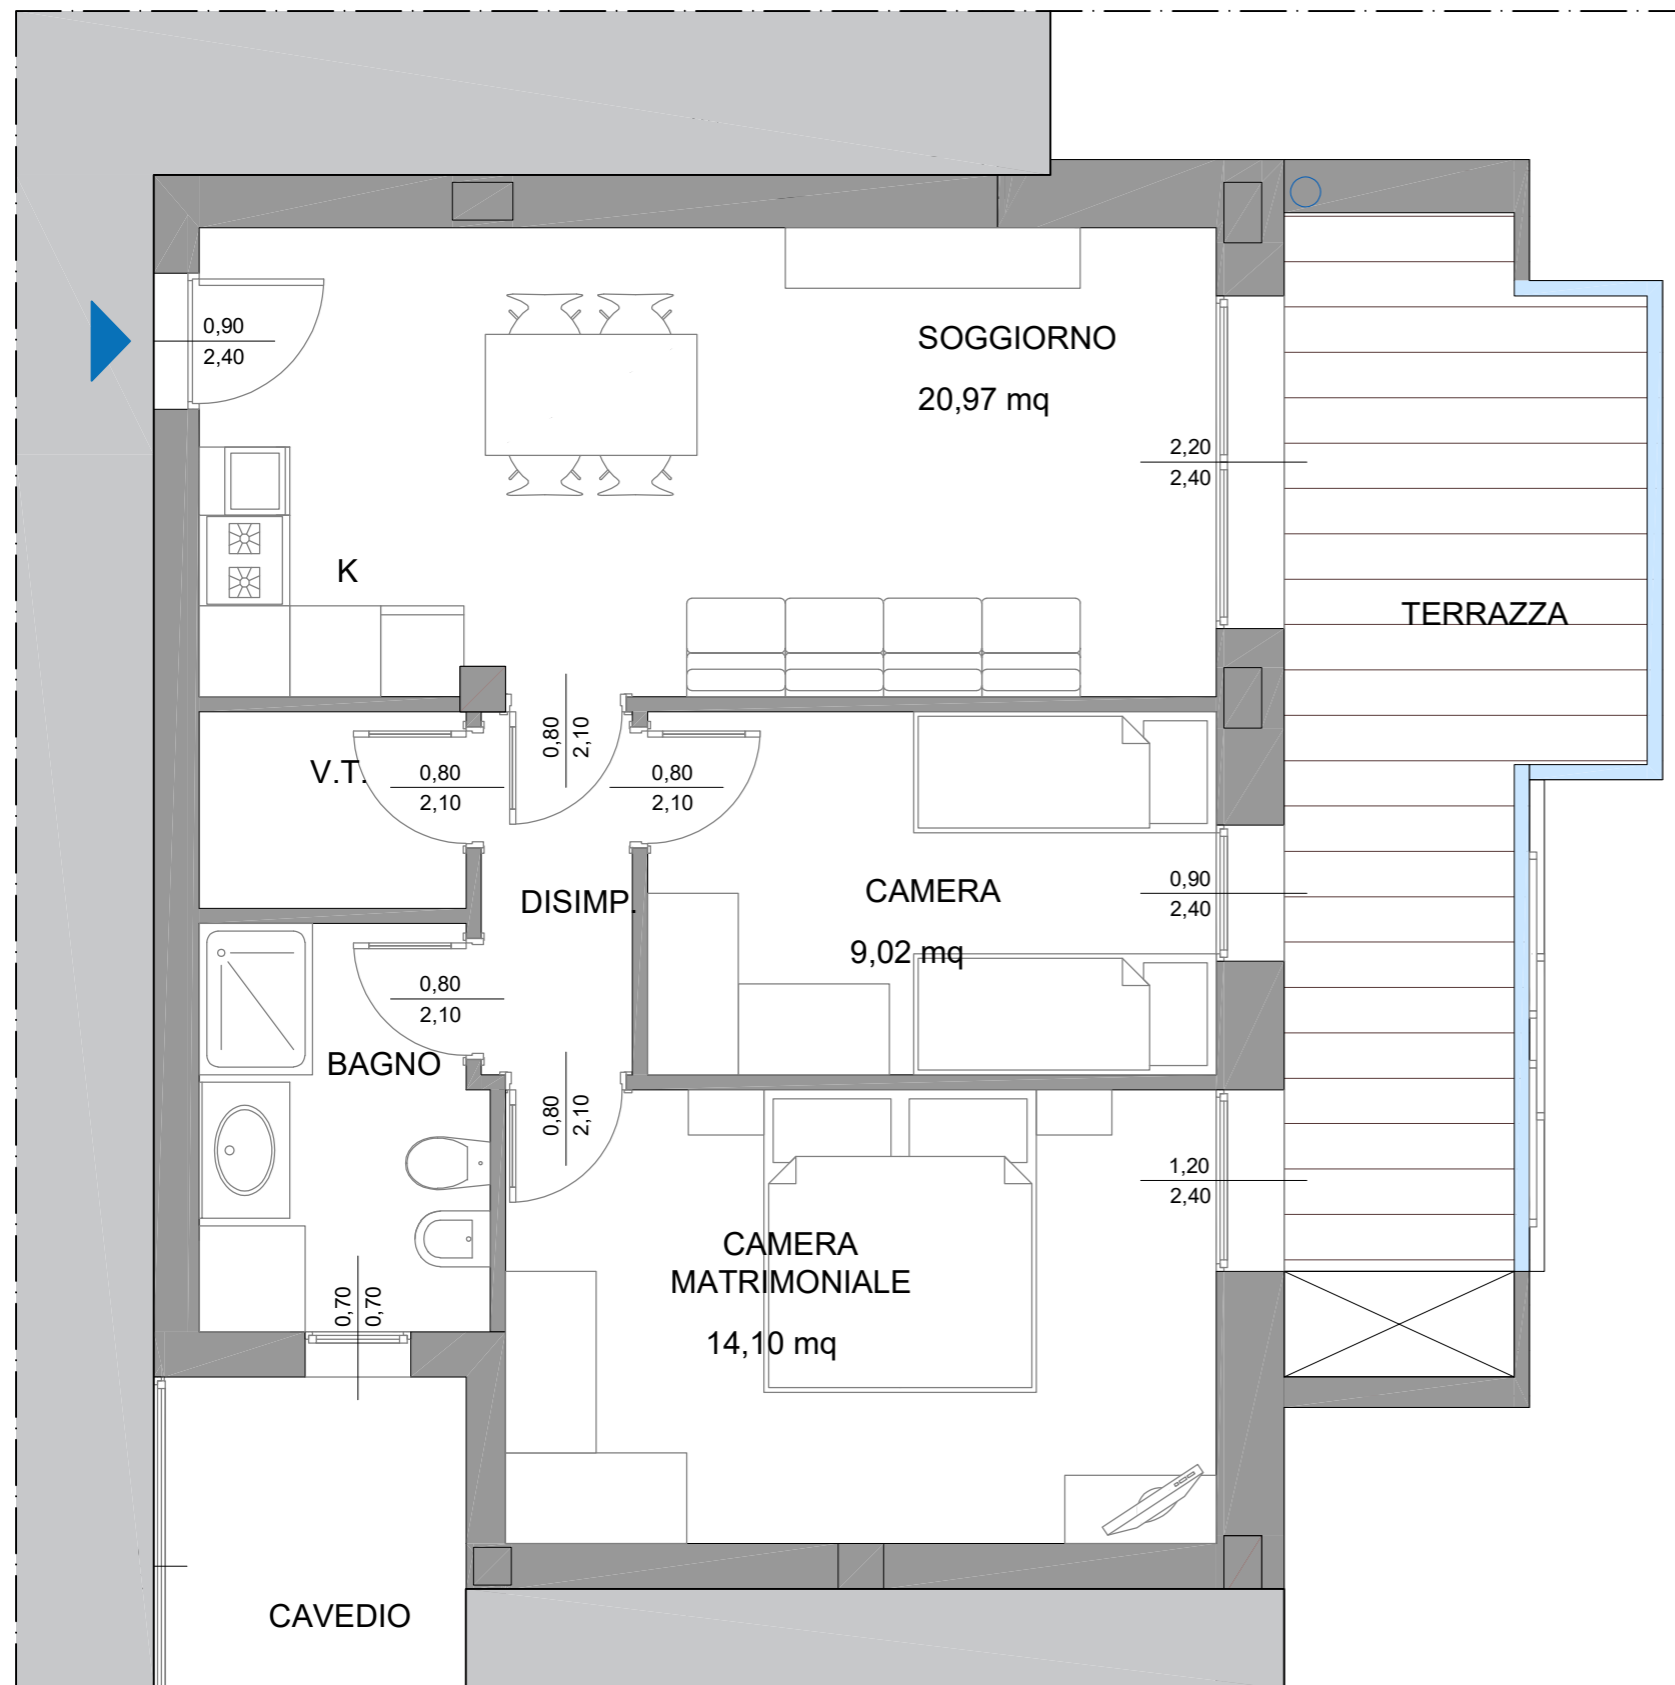 0,90
2,40
SOGGIORNO
20,97 mq
2,20
2,40
K
TERRAZZA
0,80
2,10
V.T.
0,80
2,10
0,80
2,10
DISIMP.
CAMERA
9,02 mq
0,90
2,40
0,80
2,10
BAGNO
0,80
2,10
1,20
2,40
CAMERA
MATRIMONIALE
14,10 mq
0,70
0,70
CAVEDIO